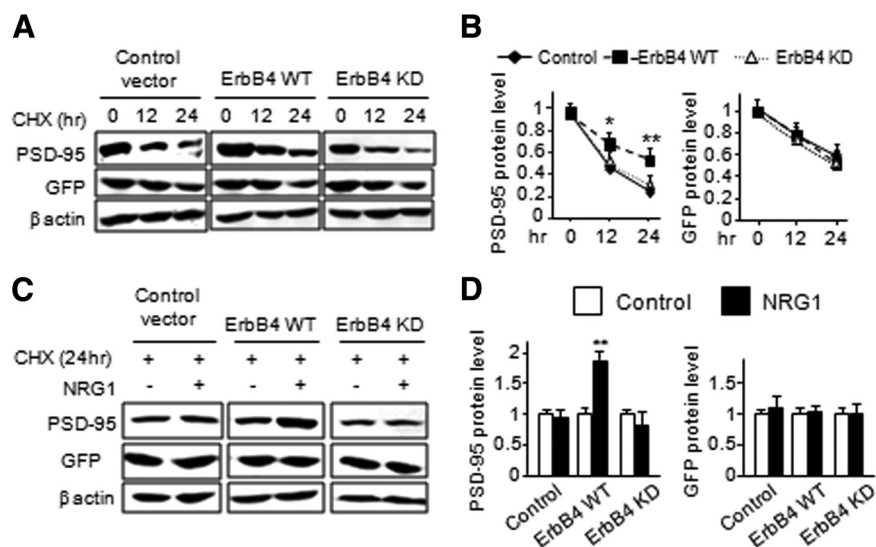 A
Control vector
ErbB4 WT
ErbB4 KD
CHX (hr) 0 12 24 0 12 24 0 12 24
PSD-95
GFP
β actin
B
Control ErbB4 WT ErbB4 KD
PSD-95 protein level
1
0.8
0.6
0.4
0.2
0
* **
hr 0 12 24
GFP protein level
1
0.8
0.6
0.4
0.2
0
hr 0 12 24
C
Control vector
ErbB4 WT
ErbB4 KD
CHX (24hr) + + + + + +
NRG1 - + - + - +
PSD-95
GFP
β actin
D
Control NRG1
PSD-95 protein level
2
1.5
1
0.5
0
**
Control ErbB4 WT ErbB4 KD
GFP protein level
1
1.5
0
Control ErbB4 WT ErbB4 KD